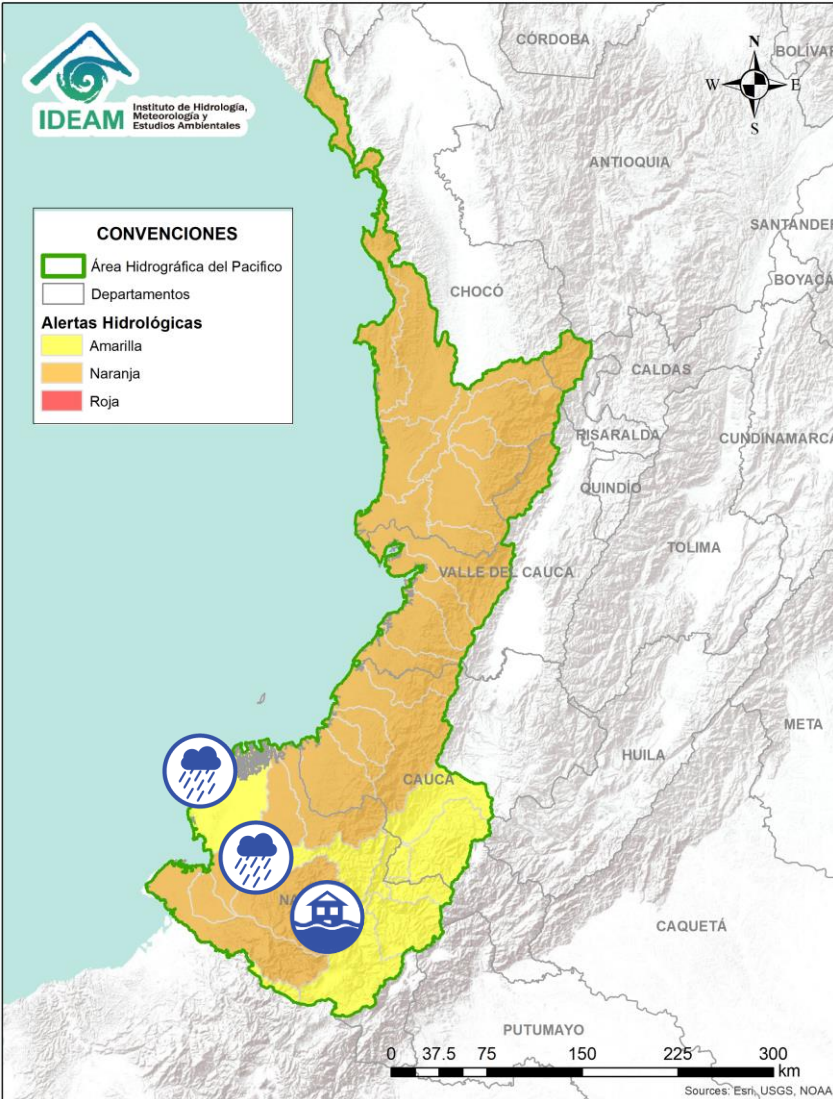 IDEAM
Instituto de Hidrología,
Meteorología y
Estudios Ambientales
CÓRDOBA
BOLÍVAR
N
W
E
S
ANTIOQUIA
SANTANDER
BOYACÁ
CONVENCIONES
Área Hidrográfica del Pacifico
Departamentos
Alertas Hidrológicas
Amarilla
Naranja
Roja
CHOCÓ
CALDAS
RISARALDA
CUNDINAMARCA
QUINDÍO
TOLIMA
VALLE DEL CAUCA
META
HUILA
CAUCA
NA
CAQUETÁ
PUTUMAYO
0 37.5 75 150 225 300
km
Sources: Esri, USGS, NOAA